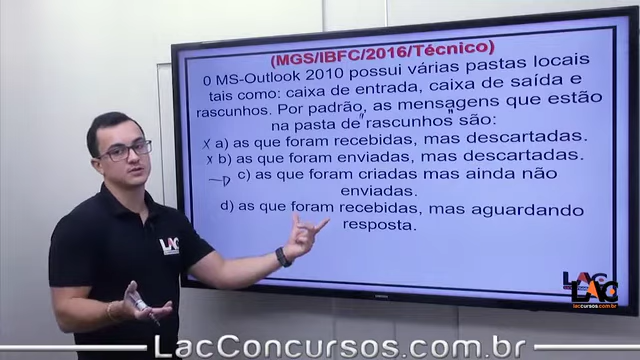 (MGS/IBFC/2016/Técnico)
0 MS-Outlook 2010 possui várias pastas locais
tais como: caixa de entrada, caixa de saída e
rascunhos. Por padrão, as mensagens que estão
na pasta de "rascunhos" são:
x a) as que foram recebidas, mas descartadas.
x b) as que foram enviadas, mas descartadas.
c) as que foram criadas mas ainda não
enviadas.
d) as que foram recebidas, mas aguardando
resposta.
LAC
LAC
LAC
laccursos.com.br
LacConcursos.com.br